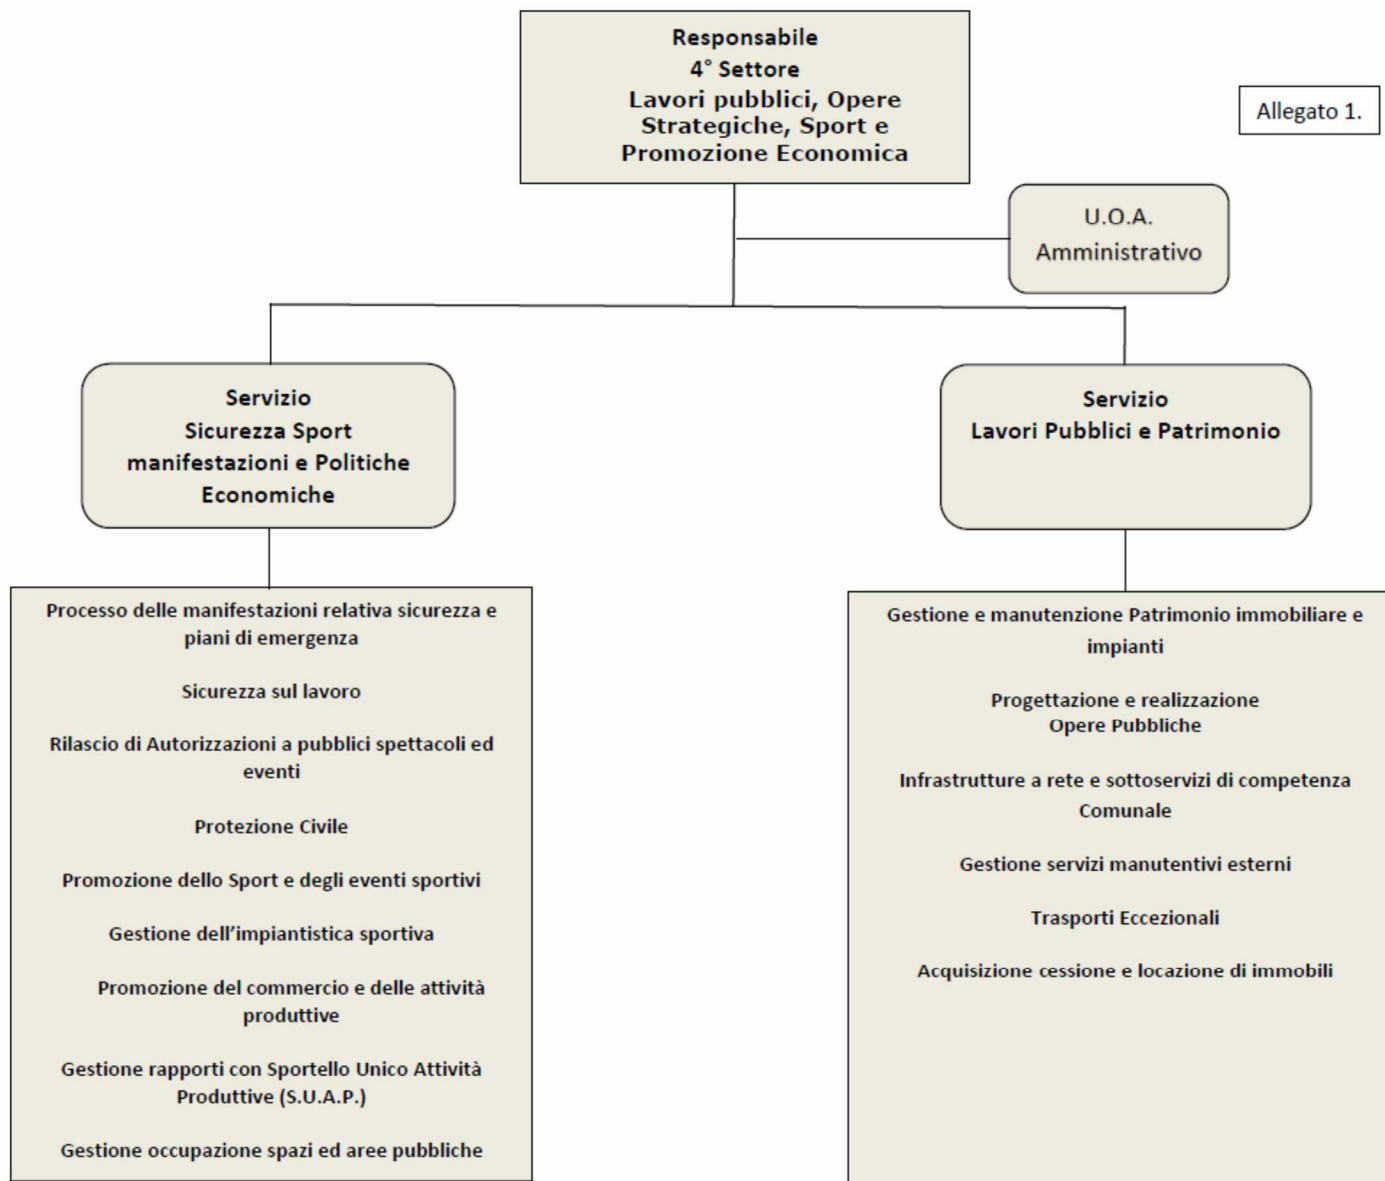 Responsabile
4° Settore
Lavori pubblici, Opere
Strategiche, Sport e
Promozione Economica
Allegato 1.
U.O.A.
Amministrativo
Servizio
Sicurezza Sport
manifestazioni e Politiche
Economiche
Servizio
Lavori Pubblici e Patrimonio
Processo delle manifestazioni relativa sicurezza e
piani di emergenza
Sicurezza sul lavoro
Rilascio di Autorizzazioni a pubblici spettacoli ed
eventi
Protezione Civile
Promozione dello Sport e degli eventi sportivi
Gestione dell’impiantistica sportiva
Promozione del commercio e delle attività
produttive
Gestione rapporti con Sportello Unico Attività
Produttive (S.U.A.P.)
Gestione occupazione spazi ed aree pubbliche
Gestione e manutenzione Patrimonio immobiliare e
impianti
Progettazione e realizzazione
Opere Pubbliche
Infrastrutture a rete e sottoservizi di competenza
Comunale
Gestione servizi manutentivi esterni
Trasporti Eccezionali
Acquisizione cessione e locazione di immobili